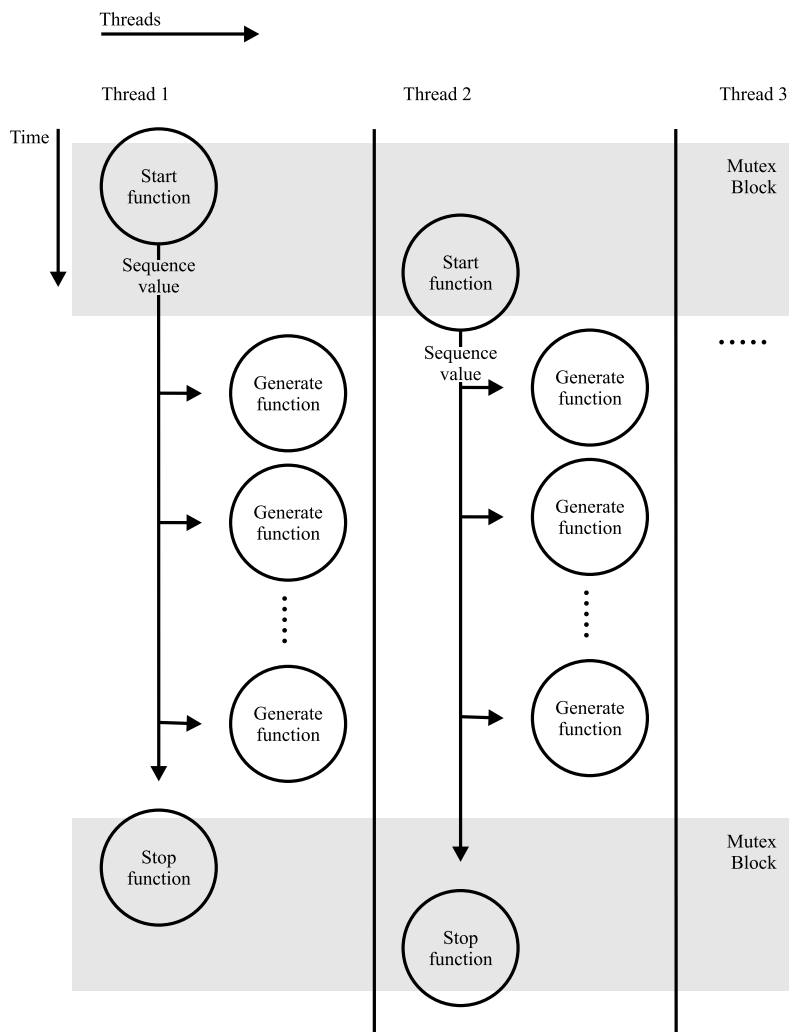 Threads
Thread 1
Thread 2
Thread 3
Time
Mutex
Block
Start
function
Start
function
Sequence
value
Sequence
value
Generate
function
Generate
function
Generate
function
Generate
function
Generate
function
Generate
function
Mutex
Block
Stop
function
Stop
function